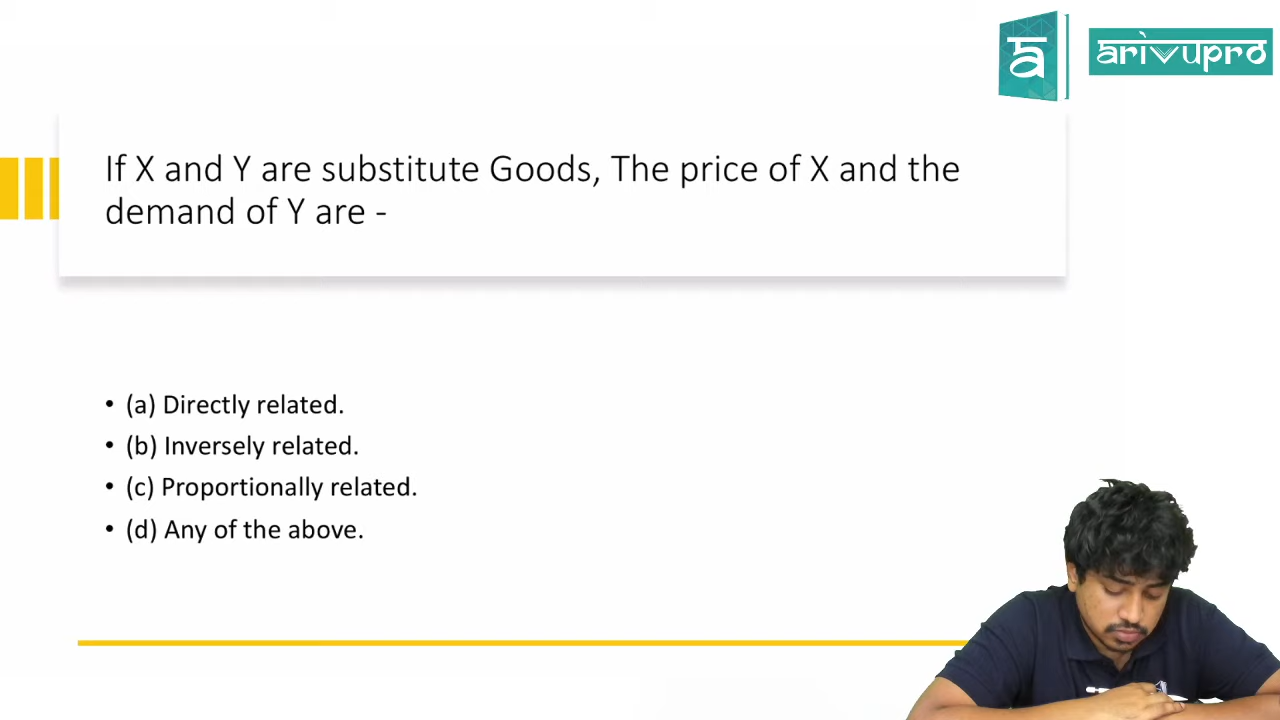 arivupro
If X and Y are substitute Goods, The price of X and the
demand of Y are -
• (a) Directly related.
• (b) Inversely related.
• (c) Proportionally related.
• (d) Any of the above.